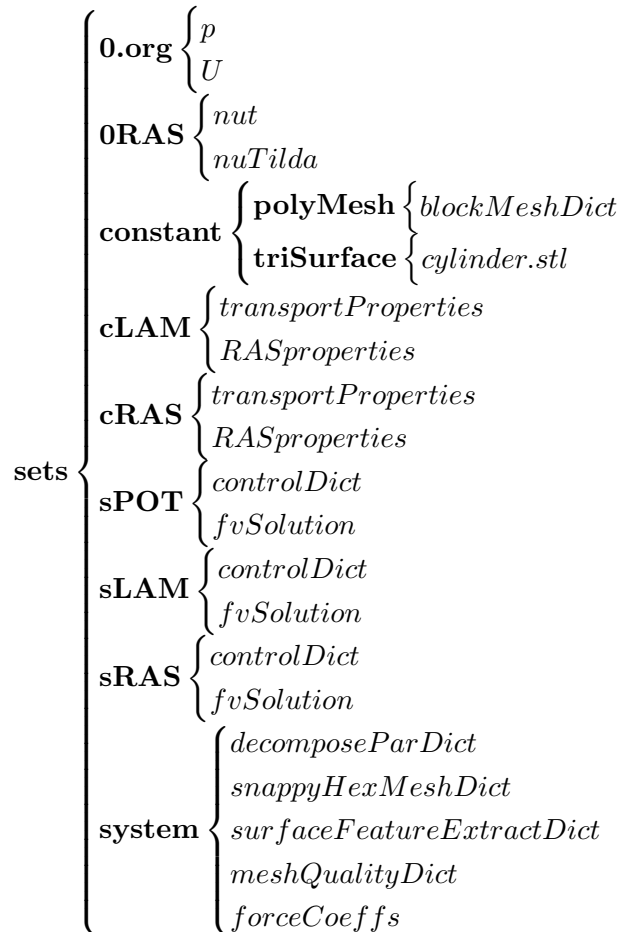 sets
0.org
p
U
0RAS
nut
nuTilda
constant
polyMesh blockMeshDict
triSurface cylinder.stl
cLAM
transportProperties
RASproperties
cRAS
transportProperties
RASproperties
sPOT
controlDict
fvSolution
sLAM
controlDict
fvSolution
sRAS
controlDict
fvSolution
system
decomposeParDict
snappyHexMeshDict
surfaceFeatureExtractDict
meshQualityDict
forceCoeffs